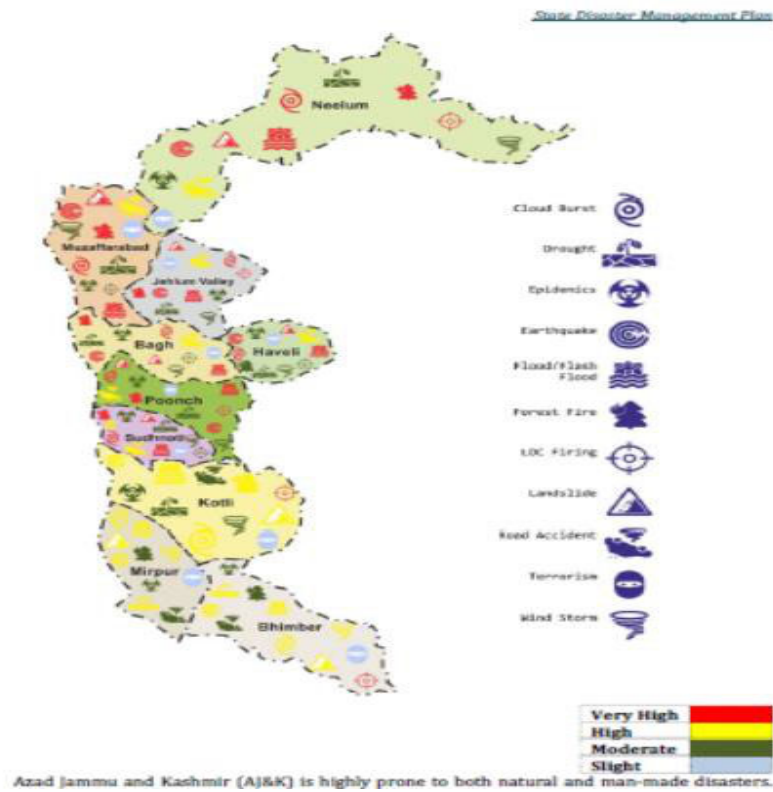 State Disaster Management Plan
Neelum
Muzaffarabad
Jehlum Valley
Bagh
Haveli
Poonch
Sudhnoti
Kotli
Mirpur
Bhimber
Cloud Burst
Drought
Epidemics
Earthquake
Flood/Flash
Flood
Forest Fire
LOC Firing
Landslide
Road Accident
Terrorism
Wind Storm
Very High
High
Moderate
Slight
Azad Jammu and Kashmir (AJ&K) is highly prone to both natural and man-made disasters.